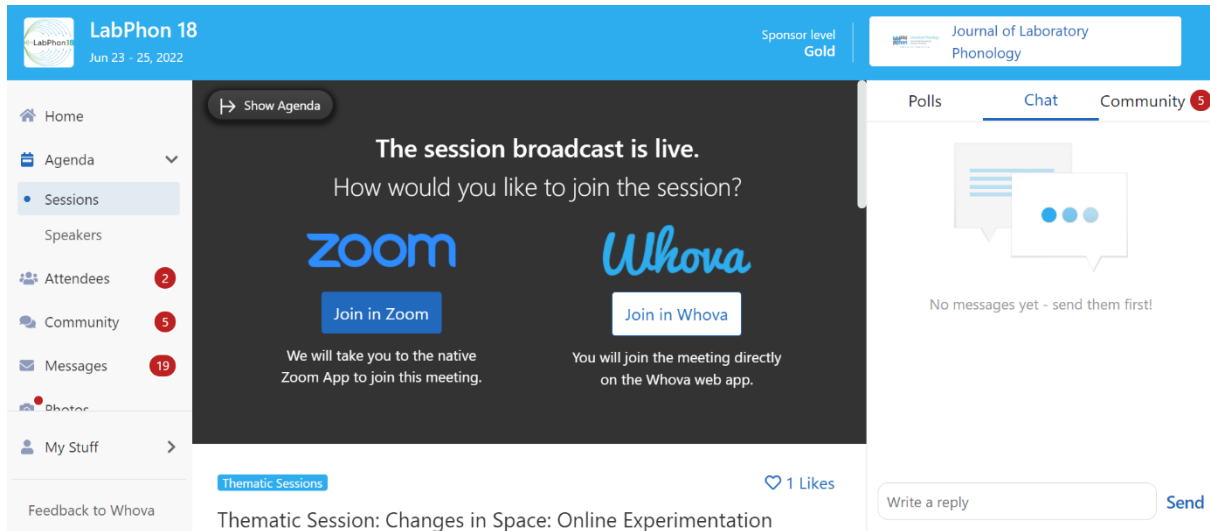 LabPhon18
LabPhon 18
Jun 23 - 25, 2022
Sponsor level
Gold
Journal of Laboratory
Phonology
Home
Agenda
Sessions
Speakers
Attendees 2
Community 5
Messages 19
Photos
My Stuff
Feedback to Whova
Show Agenda
The session broadcast is live.
How would you like to join the session?
zoom
Join in Zoom
We will take you to the native
Zoom App to join this meeting.
Whova
Join in Whova
You will join the meeting directly
on the Whova web app.
Thematic Sessions
1 Likes
Thematic Session: Changes in Space: Online Experimentation
Polls Chat Community 5
No messages yet - send them first!
Write a reply
Send